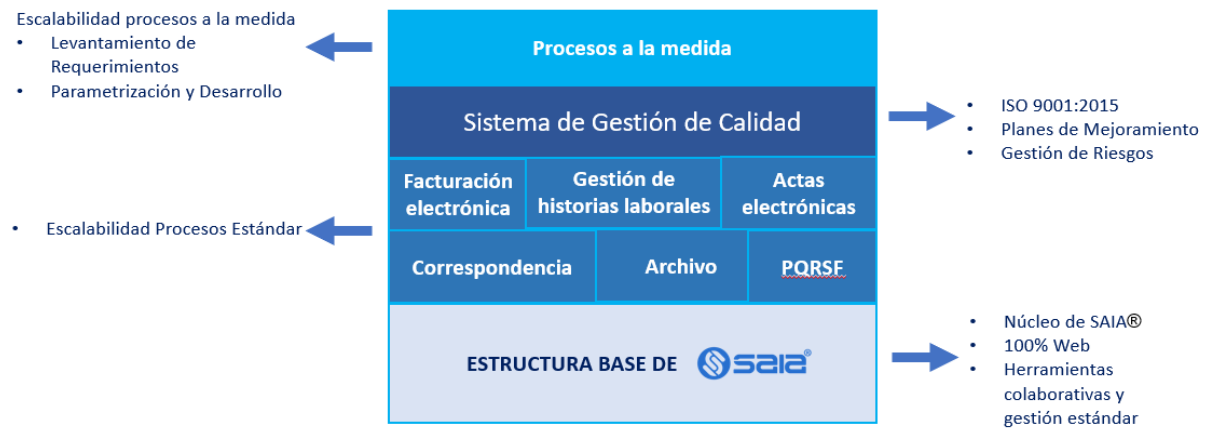 Escalabilidad procesos a la medida
• Levantamiento de
Requerimientos
• Parametrización y Desarrollo
Procesos a la medida
Sistema de Gestión de Calidad
• ISO 9001:2015
• Planes de Mejoramiento
• Gestión de Riesgos
Facturación
electrónica
Gestión de
historias laborales
Actas
electrónicas
• Escalabilidad Procesos Estándar
Correspondencia
Archivo
PQRSF
ESTRUCTURA BASE DE saia®
• Núcleo de SAIA®
• 100% Web
• Herramientas
colaborativas y
gestión estándar